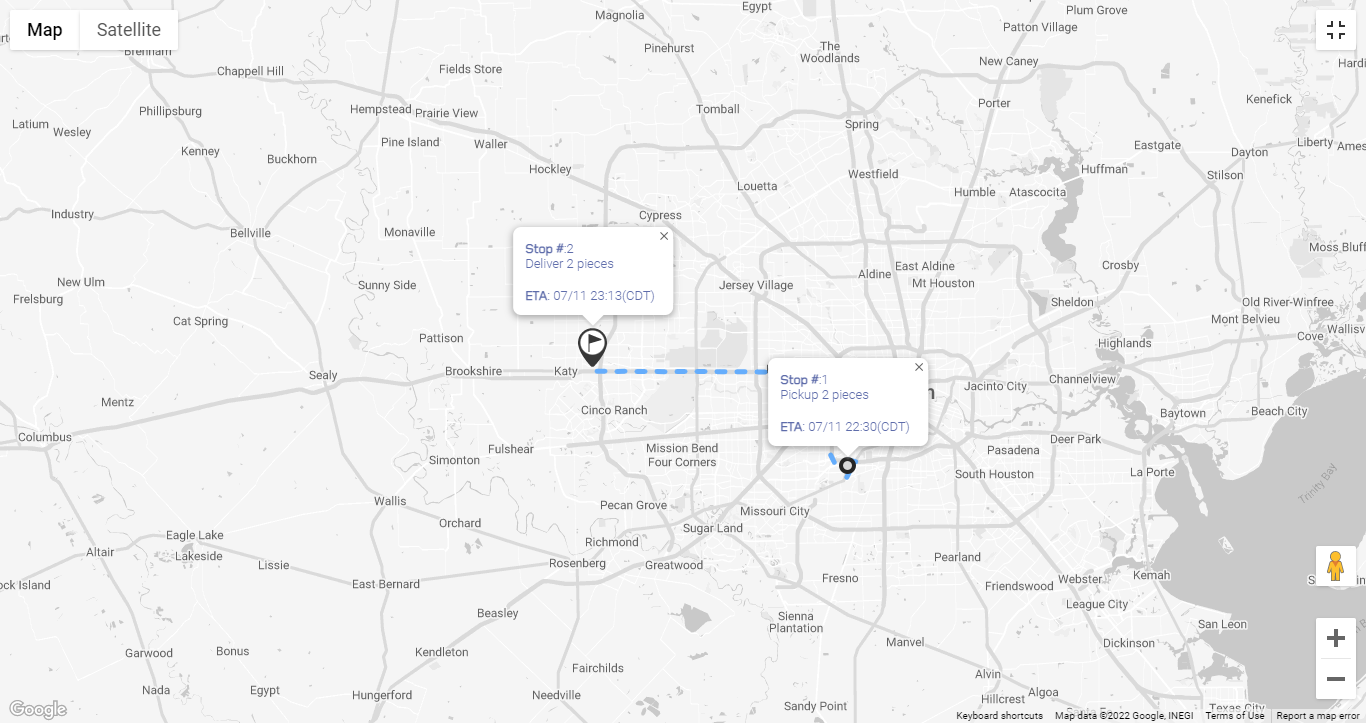 Map
Satellite
Magnolia
Egypt
Plum Grove
Patton Village
Brenham
Pinehurst
The
Woodlands
New Caney
Chappell Hill
Fields Store
Phillipsburg
Hempstead
Prairie View
Tomball
Porter
Kenefick
Latium
Wesley
Spring
Pine Island
Waller
Eastgate
Liberty
Kenney
Buckhorn
Dayton
Ames
Hockley
Huffman
Stilson
Westfield
Louetta
Humble
Atascocita
Industry
Cypress
Bellville
Monaville
Moss Bluff
Stop #:2
Deliver 2 pieces
ETA: 07/11 23:13(CDT)
East Aldine
Crosby
Aldine
New Ulm
Sunny Side
Jersey Village
Mt Houston
Frelsburg
Sheldon
Old River-Winfree
Cat Spring
Mont Belvieu
Pattison
Cove
Wallisv
Highlands
Sealy
Brookshire
Katy
Stop #:1
Pickup 2 pieces
ETA: 07/11 22:30(CDT)
Channelview
Jacinto City
Mentz
Cinco Ranch
Baytown
Beach City
Columbus
Fulshear
Mission Bend
Four Corners
Deer Park
Pasadena
Simonton
South Houston
La Porte
Trinity Bay
Wallis
Pecan Grove
Missouri City
Orchard
Sugar Land
Eagle Lake
Altair
Lakeside
Richmond
Lissie
Rosenberg
Greatwood
Pearland
ock Island
East Bernard
Fresno
Friendswood
Webster
Kemah
Beasley
Sienna
Plantation
League City
San Leon
Garwood
Bonus
Kendleton
Manvel
Dickinson
Fairchilds
Alvin
Nada
Egypt
Hungerford
Needville
Hillcrest
Algoa
Sandy Point
Texas City
Google
Keyboard shortcuts
Map data ©2022 Google, INEGI
Terms of Use
Report a map error